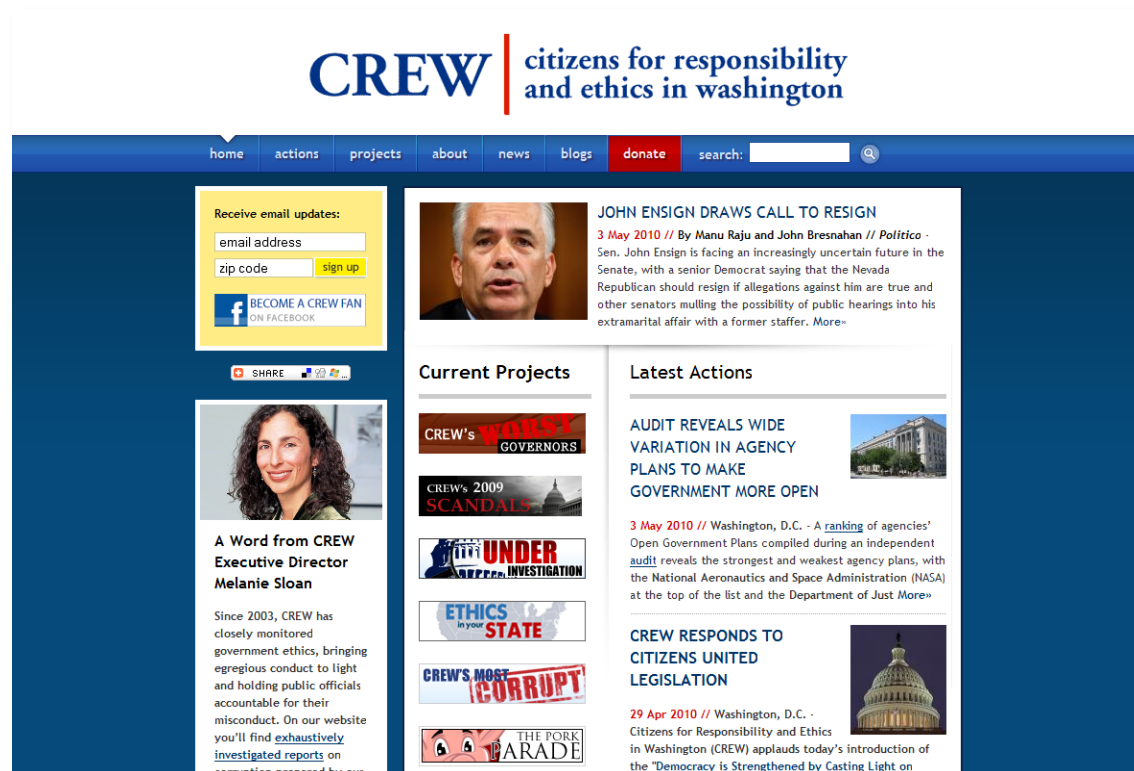 CREW
citizens for responsibility
and ethics in washington
home
actions
projects
about
news
blogs
donate
search:
Receive email updates:
email address
zip code
sign up
BECOME A CREW FAN
ON FACEBOOK
SHARE
A Word from CREW
Executive Director
Melanie Sloan
Since 2003, CREW has
closely monitored
government ethics, bringing
egregious conduct to light
and holding public officials
accountable for their
misconduct. On our website
you'll find exhaustively
investigated reports on
corruption prepared by our
JOHN ENSIGN DRAWS CALL TO RESIGN
3 May 2010 // By Manu Raju and John Bresnahan // Politico -
Sen. John Ensign is facing an increasingly uncertain future in the
Senate, with a senior Democrat saying that the Nevada
Republican should resign if allegations against him are true and
other senators mulling the possibility of public hearings into his
extramarital affair with a former staffer. More»
Current Projects
CREW's WORST
GOVERNORS
CREW's 2009
SCANDALS
UNDER
INVESTIGATION
ETHICS
in your
STATE
CREW'S MOST
CORRUPT
THE PORK
PARADE
Latest Actions
AUDIT REVEALS WIDE
VARIATION IN AGENCY
PLANS TO MAKE
GOVERNMENT MORE OPEN
3 May 2010 // Washington, D.C. - A ranking of agencies'
Open Government Plans compiled during an independent
audit reveals the strongest and weakest agency plans, with
the National Aeronautics and Space Administration (NASA)
at the top of the list and the Department of Just More»
CREW RESPONDS TO
CITIZENS UNITED
LEGISLATION
29 Apr 2010 // Washington, D.C. -
Citizens for Responsibility and Ethics
in Washington (CREW) applauds today's introduction of
the "Democracy is Strengthened by Casting Light on